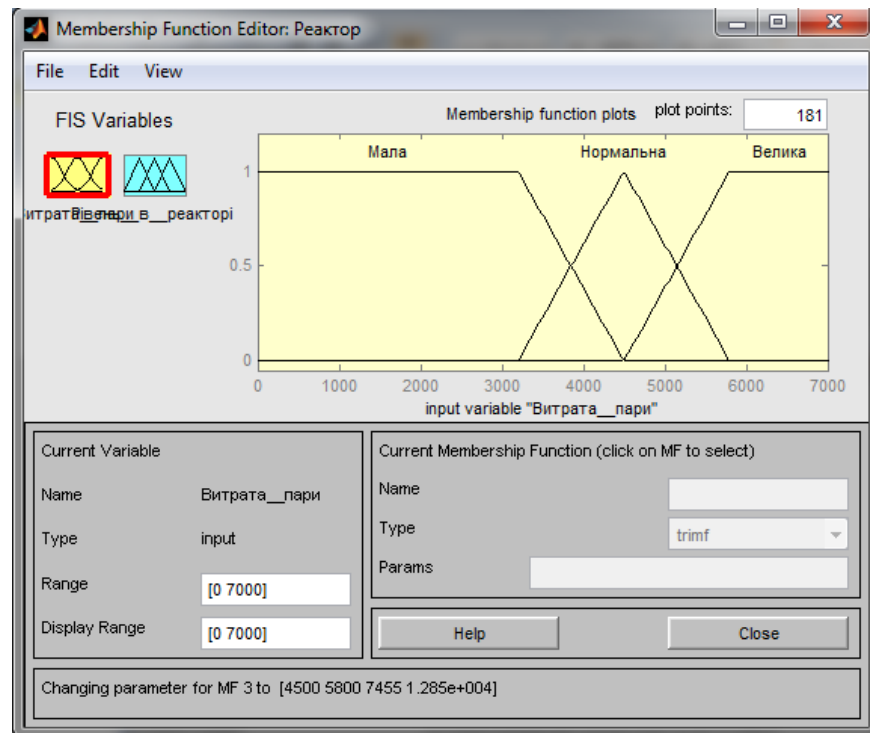 Membership Function Editor: Реактор
File Edit View
FIS Variables
Membership function plots plot points: 181
Мала Нормальна Велика
1
0.5
0
0 1000 2000 3000 4000 5000 6000 7000
input variable "Витрата__пари"
в__реакторі
Current Variable
Name Витрата__пари
Type input
Range [0 7000]
Display Range [0 7000]
Current Membership Function (click on MF to select)
Name
Type trimf
Params
Help Close
Changing parameter for MF 3 to [4500 5800 7455 1.285e+004]